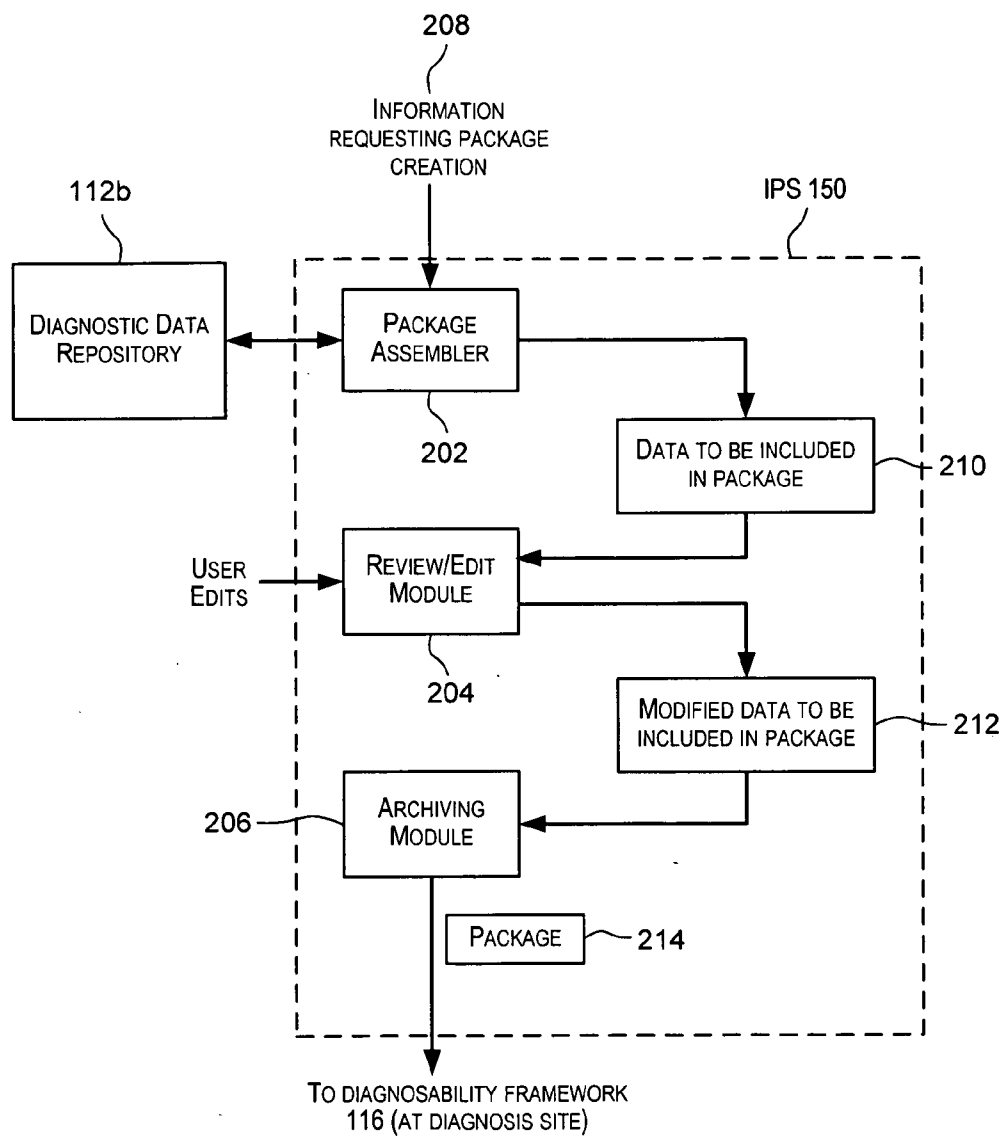 208
INFORMATION
REQUESTING PACKAGE
CREATION
112b
IPS 150
DIAGNOSTIC DATA
REPOSITORY
PACKAGE
ASSEMBLER
202
DATA TO BE INCLUDED
IN PACKAGE
210
USER
EDITS
REVIEW/EDIT
MODULE
204
MODIFIED DATA TO BE
INCLUDED IN PACKAGE
212
206
ARCHIVING
MODULE
PACKAGE
214
TO DIAGNOSABILITY FRAMEWORK
116 (AT DIAGNOSIS SITE)